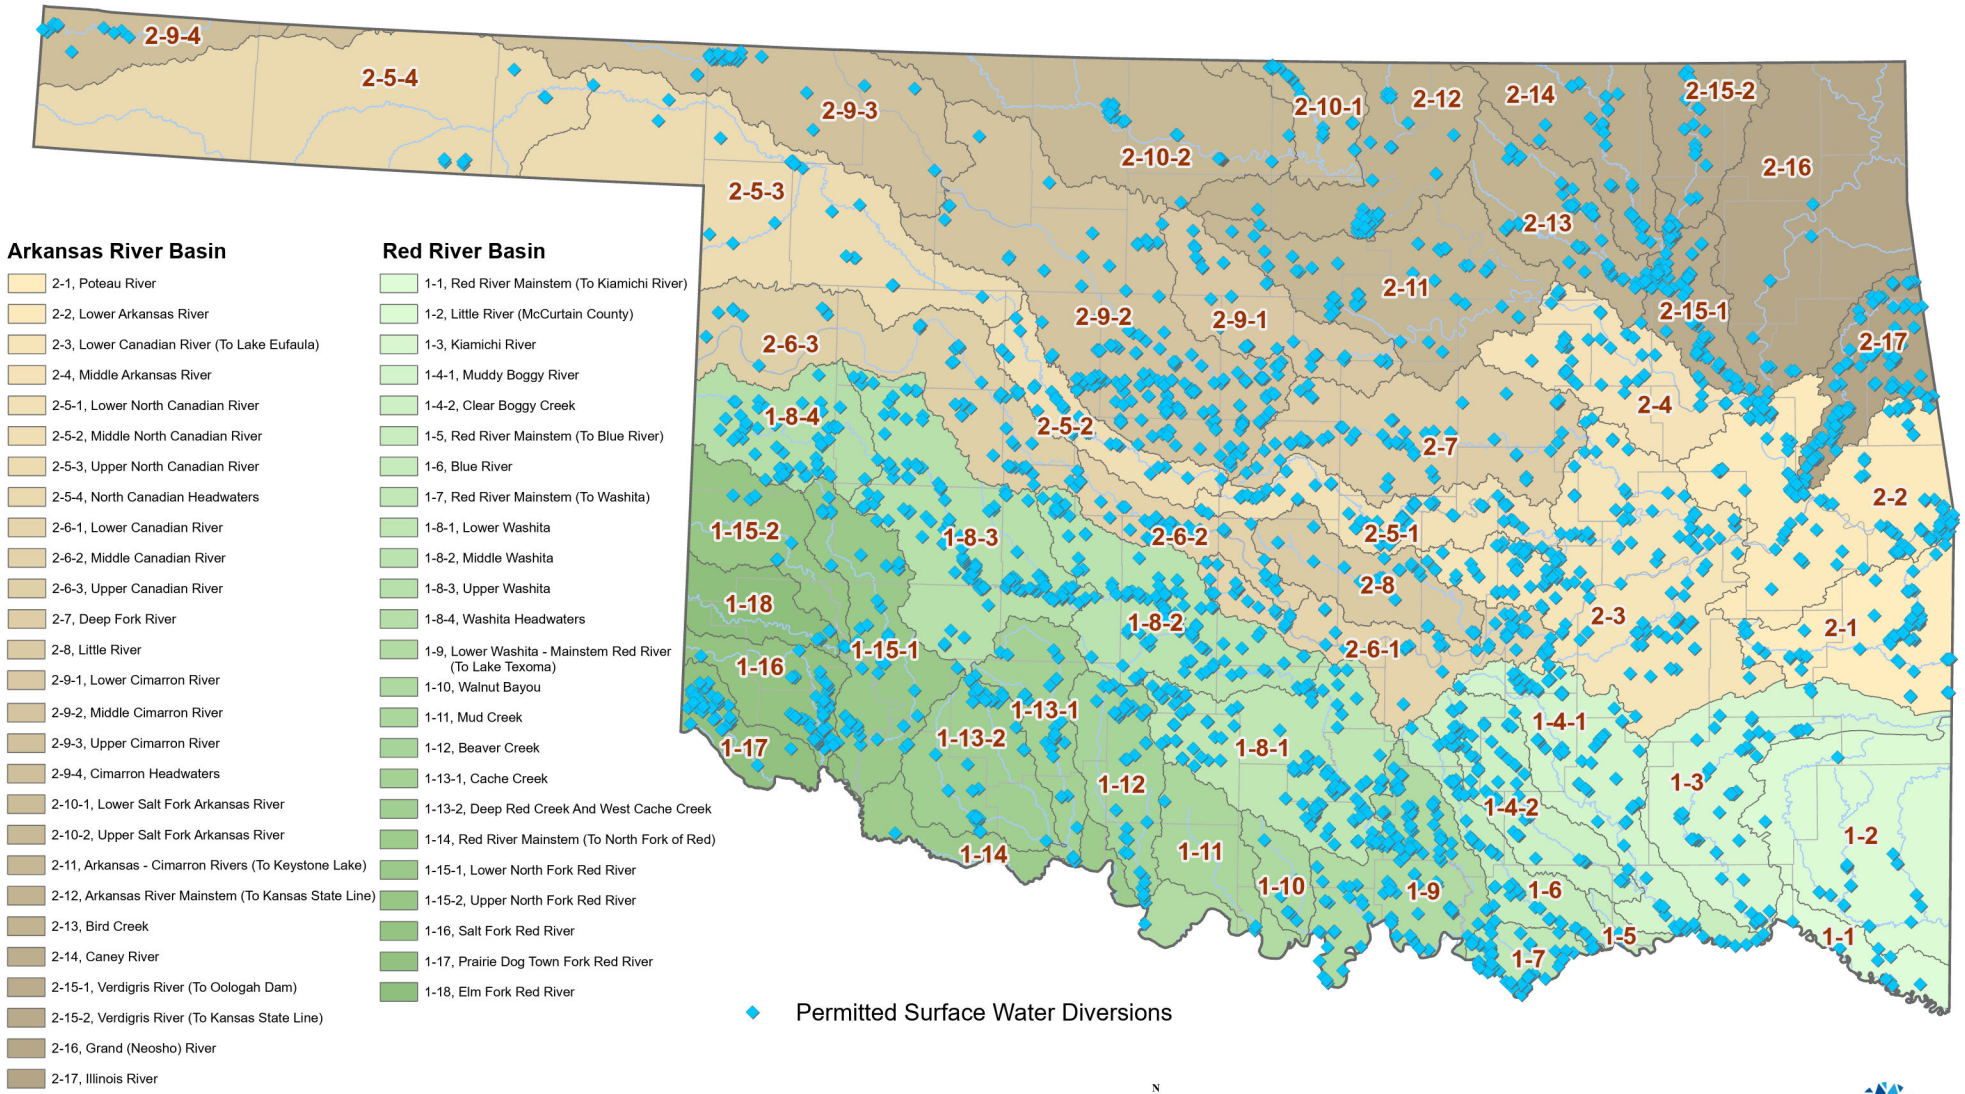 Arkansas River Basin
2-1, Poteau River
2-2, Lower Arkansas River
2-3, Lower Canadian River (To Lake Eufaula)
2-4, Middle Arkansas River
2-5-1, Lower North Canadian River
2-5-2, Middle North Canadian River
2-5-3, Upper North Canadian River
2-5-4, North Canadian Headwaters
2-6-1, Lower Canadian River
2-6-2, Middle Canadian River
2-6-3, Upper Canadian River
2-7, Deep Fork River
2-8, Little River
2-9-1, Lower Cimarron River
2-9-2, Middle Cimarron River
2-9-3, Upper Cimarron River
2-9-4, Cimarron Headwaters
2-10-1, Lower Salt Fork Arkansas River
2-10-2, Upper Salt Fork Arkansas River
2-11, Arkansas - Cimarron Rivers (To Keystone Lake)
2-12, Arkansas River Mainstem (To Kansas State Line)
2-13, Bird Creek
2-14, Caney River
2-15-1, Verdigris River (To Oologah Dam)
2-15-2, Verdigris River (To Kansas State Line)
2-16, Grand (Neosho) River
2-17, Illinois River
Red River Basin
1-1, Red River Mainstem (To Kiamichi River)
1-2, Little River (McCurtain County)
1-3, Kiamichi River
1-4-1, Muddy Boggy River
1-4-2, Clear Boggy Creek
1-5, Red River Mainstem (To Blue River)
1-6, Blue River
1-7, Red River Mainstem (To Washita)
1-8-1, Lower Washita
1-8-2, Middle Washita
1-8-3, Upper Washita
1-8-4, Washita Headwaters
1-9, Lower Washita - Mainstem Red River
(To Lake Texoma)
1-10, Walnut Bayou
1-11, Mud Creek
1-12, Beaver Creek
1-13-1, Cache Creek
1-13-2, Deep Red Creek And West Cache Creek
1-14, Red River Mainstem (To North Fork of Red)
1-15-1, Lower North Fork Red River
1-15-2, Upper North Fork Red River
1-16, Salt Fork Red River
1-17, Prairie Dog Town Fork Red River
1-18, Elm Fork Red River
2-9-4
2-5-4
2-9-3
2-10-1
2-12
2-14
2-15-2
2-10-2
2-16
2-5-3
2-13
2-11
2-15-1
2-9-2
2-9-1
2-6-3
2-17
2-4
1-8-4
2-5-2
2-7
2-2
1-15-2
1-8-3
2-6-2
2-5-1
2-8
1-18
2-3
1-8-2
2-1
1-15-1
2-6-1
1-16
1-13-1
1-4-1
1-13-2
1-17
1-8-1
1-12
1-3
1-4-2
1-2
1-11
1-14
1-10
1-9
1-6
1-5
1-1
1-7
Permitted Surface Water Diversions
N